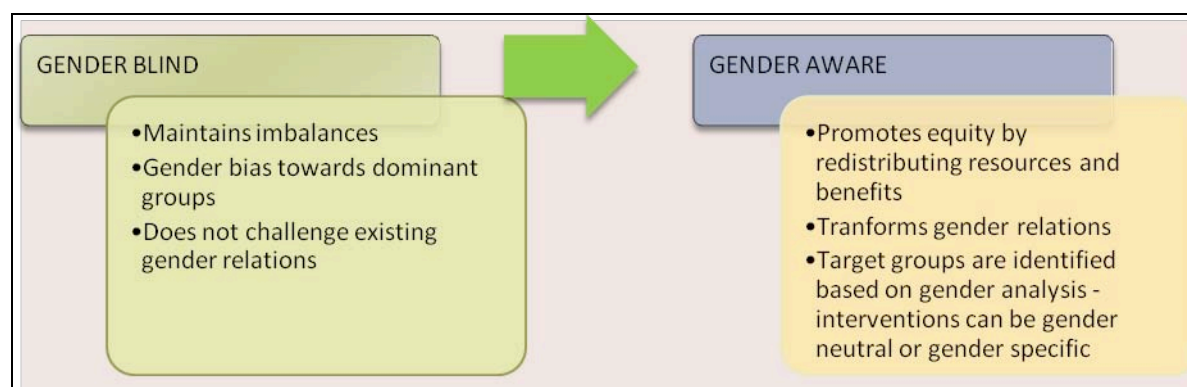 GENDER BLIND
•Maintains imbalances
•Gender bias towards dominant
groups
•Does not challenge existing
gender relations
GENDER AWARE
•Promotes equity by
redistributing resources and
benefits
•Tranforms gender relations
•Target groups are identified
based on gender analysis -
interventions can be gender
neutral or gender specific